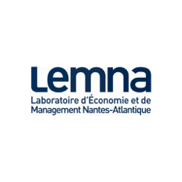 Lemna
Laboratoire d'Économie et de
Management Nantes-Atlantique